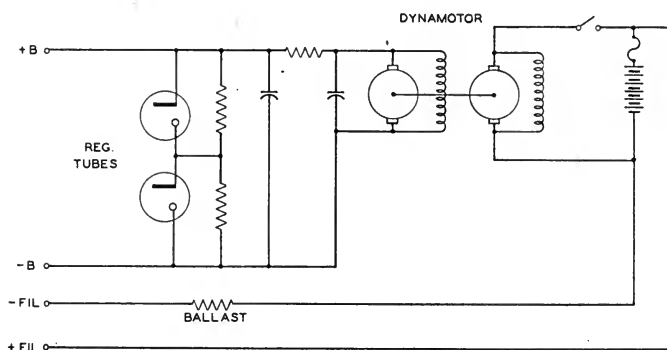 DYNAMOTOR
+B
REG.
TUBES
-B
-FIL
BALLAST
+FIL